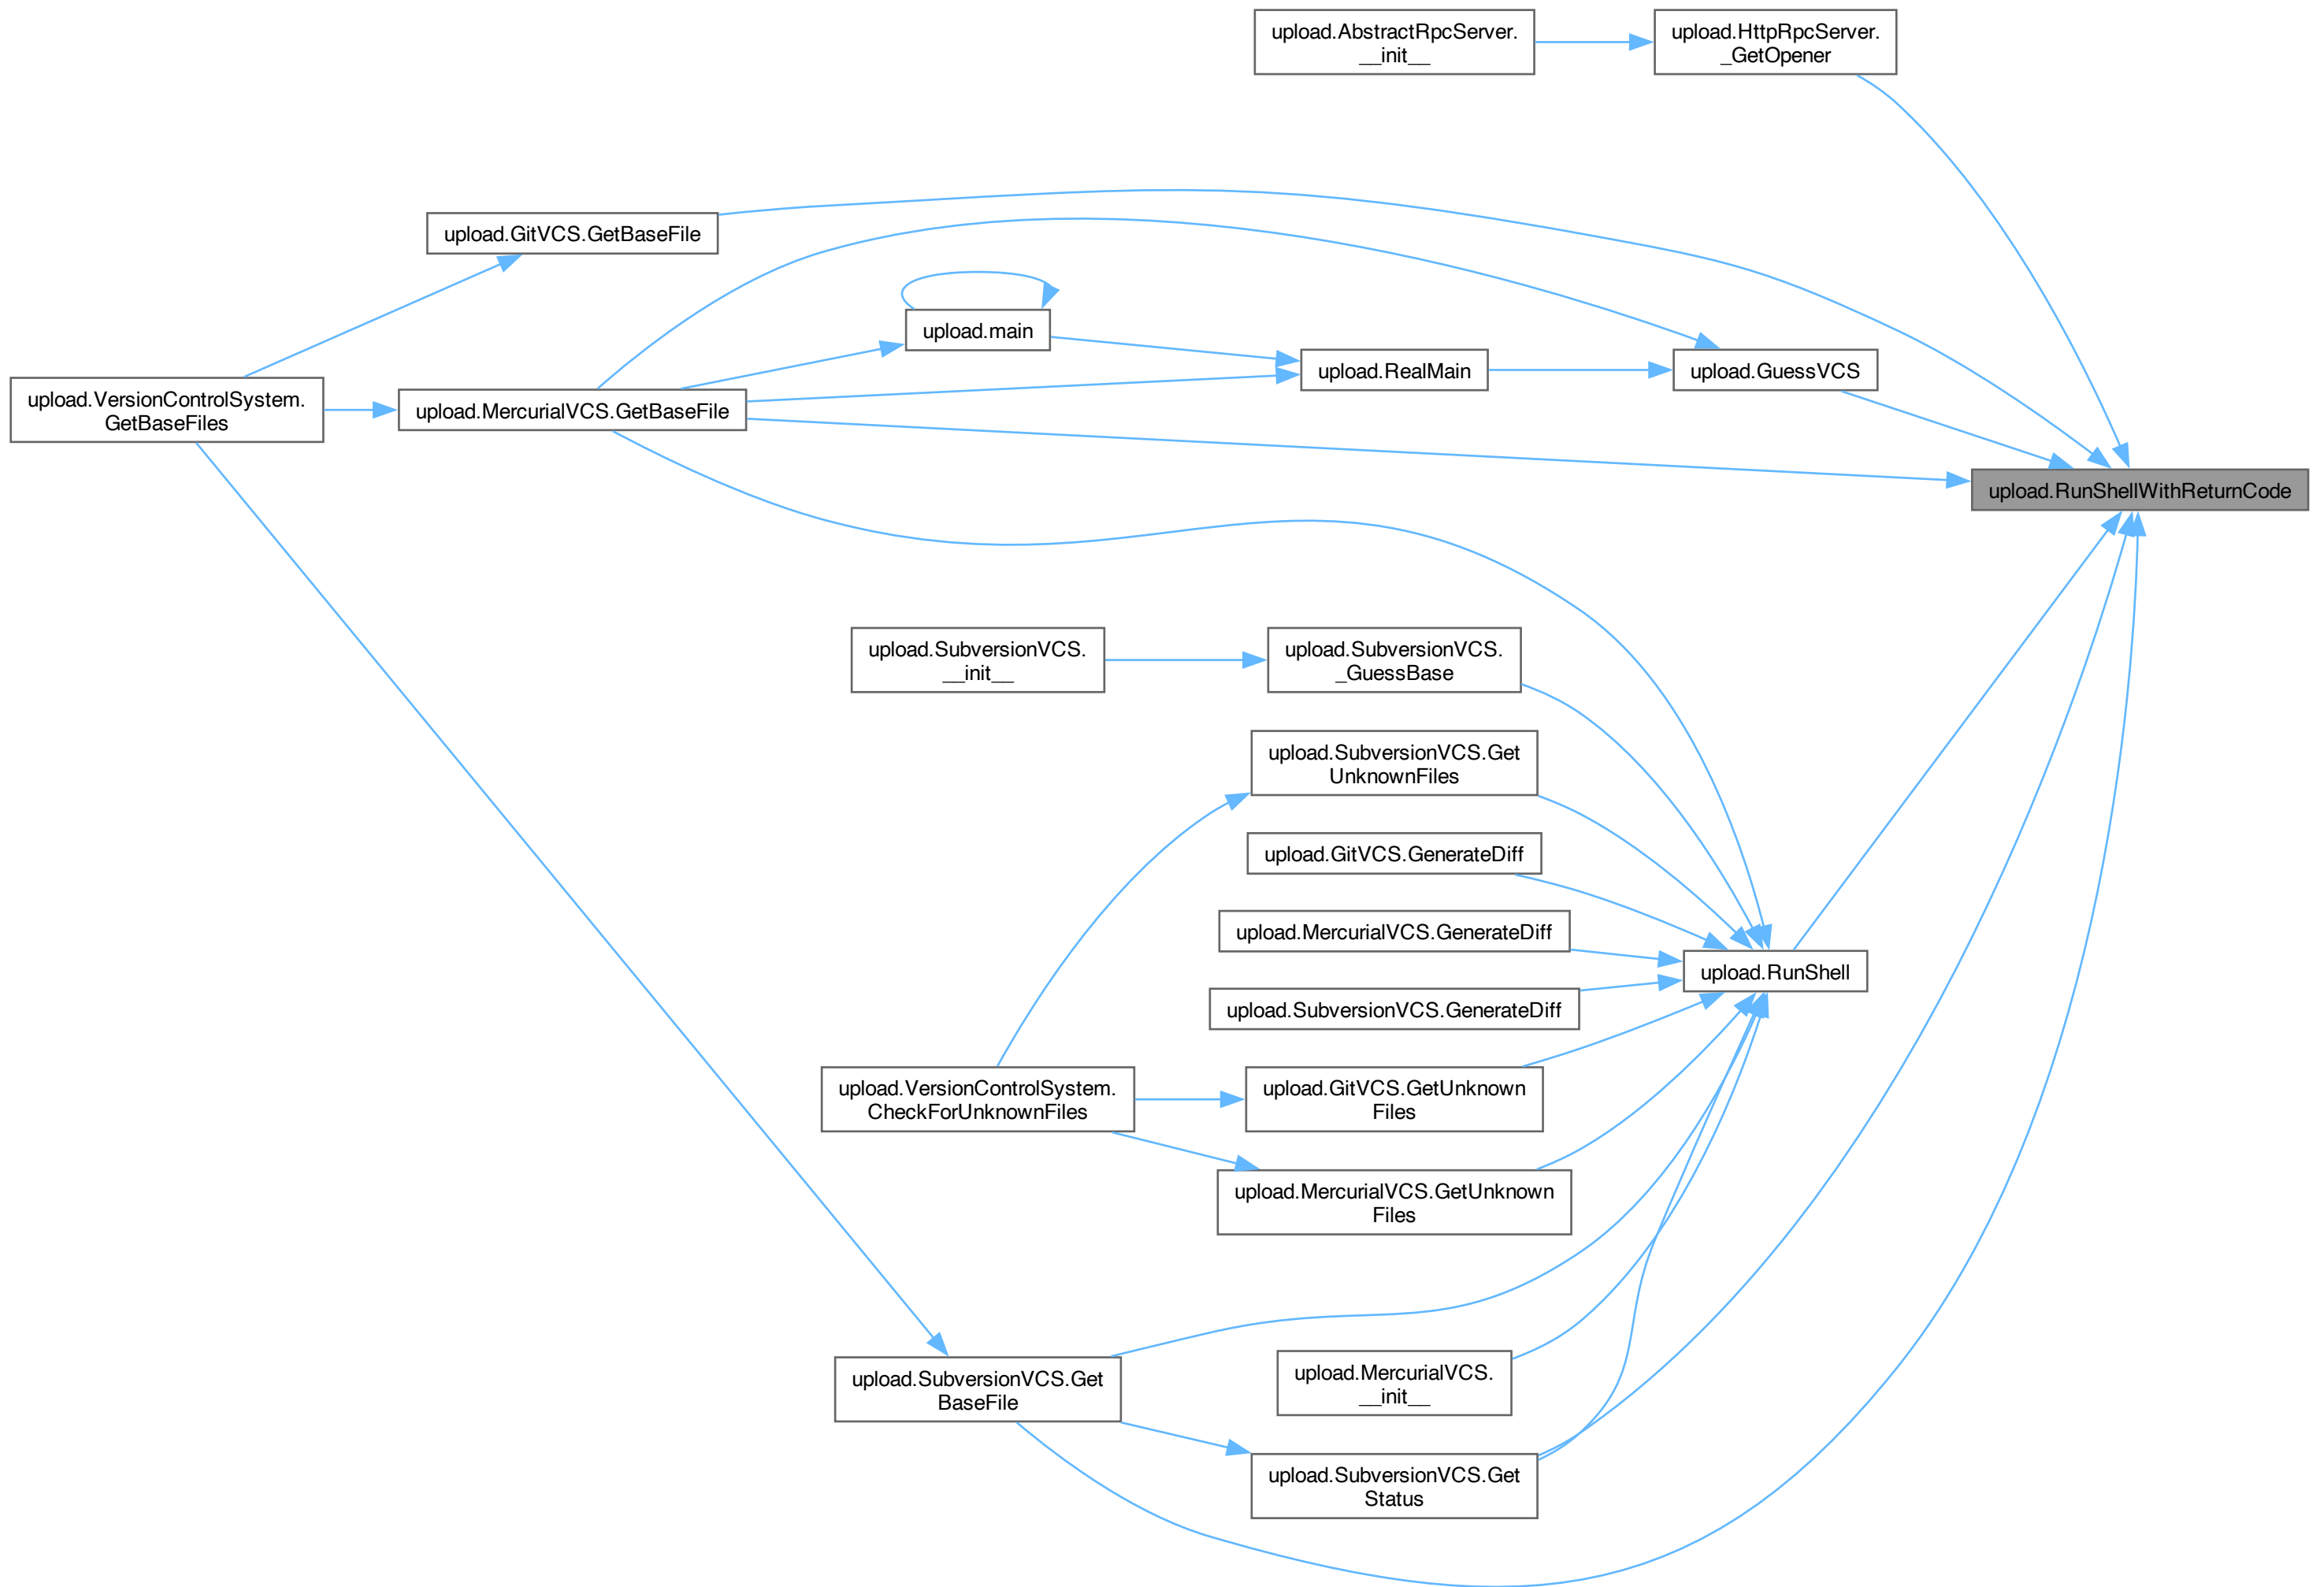 upload.AbstractRpcServer.
__init__
upload.HttpRpcServer.
_GetOpener
upload.GitVCS.GetBaseFile
upload.main
upload.RealMain
upload.GuessVCS
upload.VersionControlSystem.
GetBaseFiles
upload.MercurialVCS.GetBaseFile
upload.RunShellWithReturnCode
upload.SubversionVCS.
__init__
upload.SubversionVCS.
_GuessBase
upload.SubversionVCS.Get
UnknownFiles
upload.GitVCS.GenerateDiff
upload.MercurialVCS.GenerateDiff
upload.RunShell
upload.SubversionVCS.GenerateDiff
upload.VersionControlSystem.
CheckForUnknownFiles
upload.GitVCS.GetUnknown
Files
upload.MercurialVCS.GetUnknown
Files
upload.SubversionVCS.Get
BaseFile
upload.MercurialVCS.
__init__
upload.SubversionVCS.Get
Status